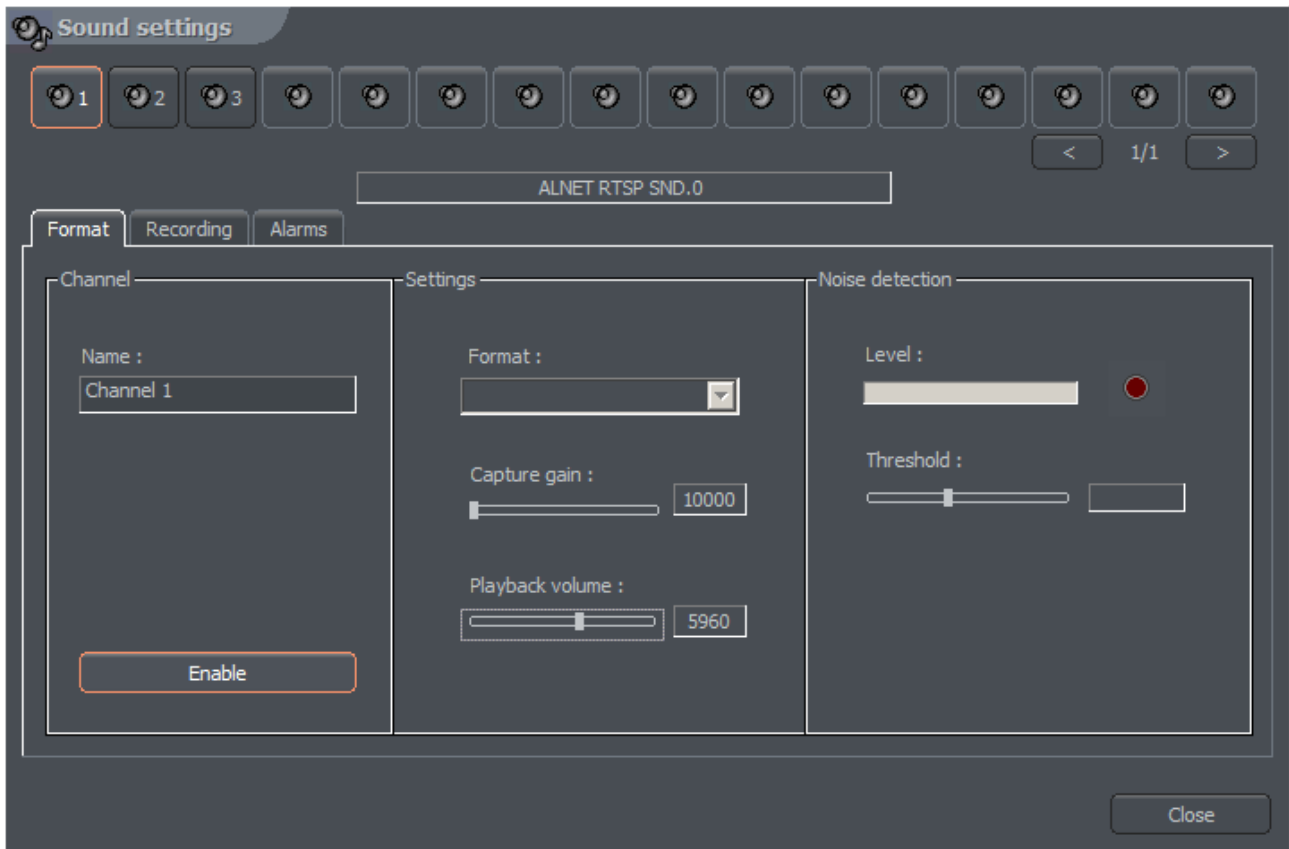 Sound settings
1 2 3
< 1/1 >
ALNET RTSP SND.0
Format Recording Alarms
Channel
Name :
Channel 1
Enable
Settings
Format :
Capture gain :
10000
Playback volume :
5960
Noise detection
Level :
Threshold :
Close